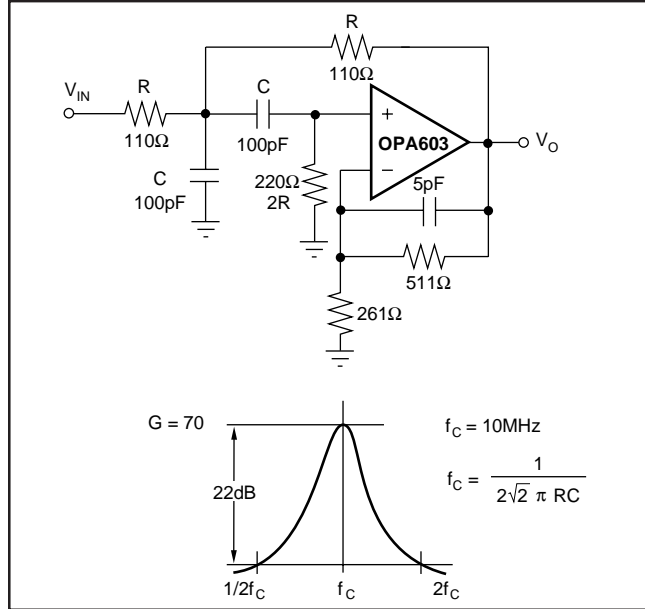 R
110Ω
V_IN
R
110Ω
C
100pF
C
100pF
220Ω
2R
+
–
OPA603
V_O
5pF
511Ω
261Ω
G = 70
22dB
1/2f_C
f_C
2f_C
f_C = 10MHz
f_C = 1 / (2√2 π RC)